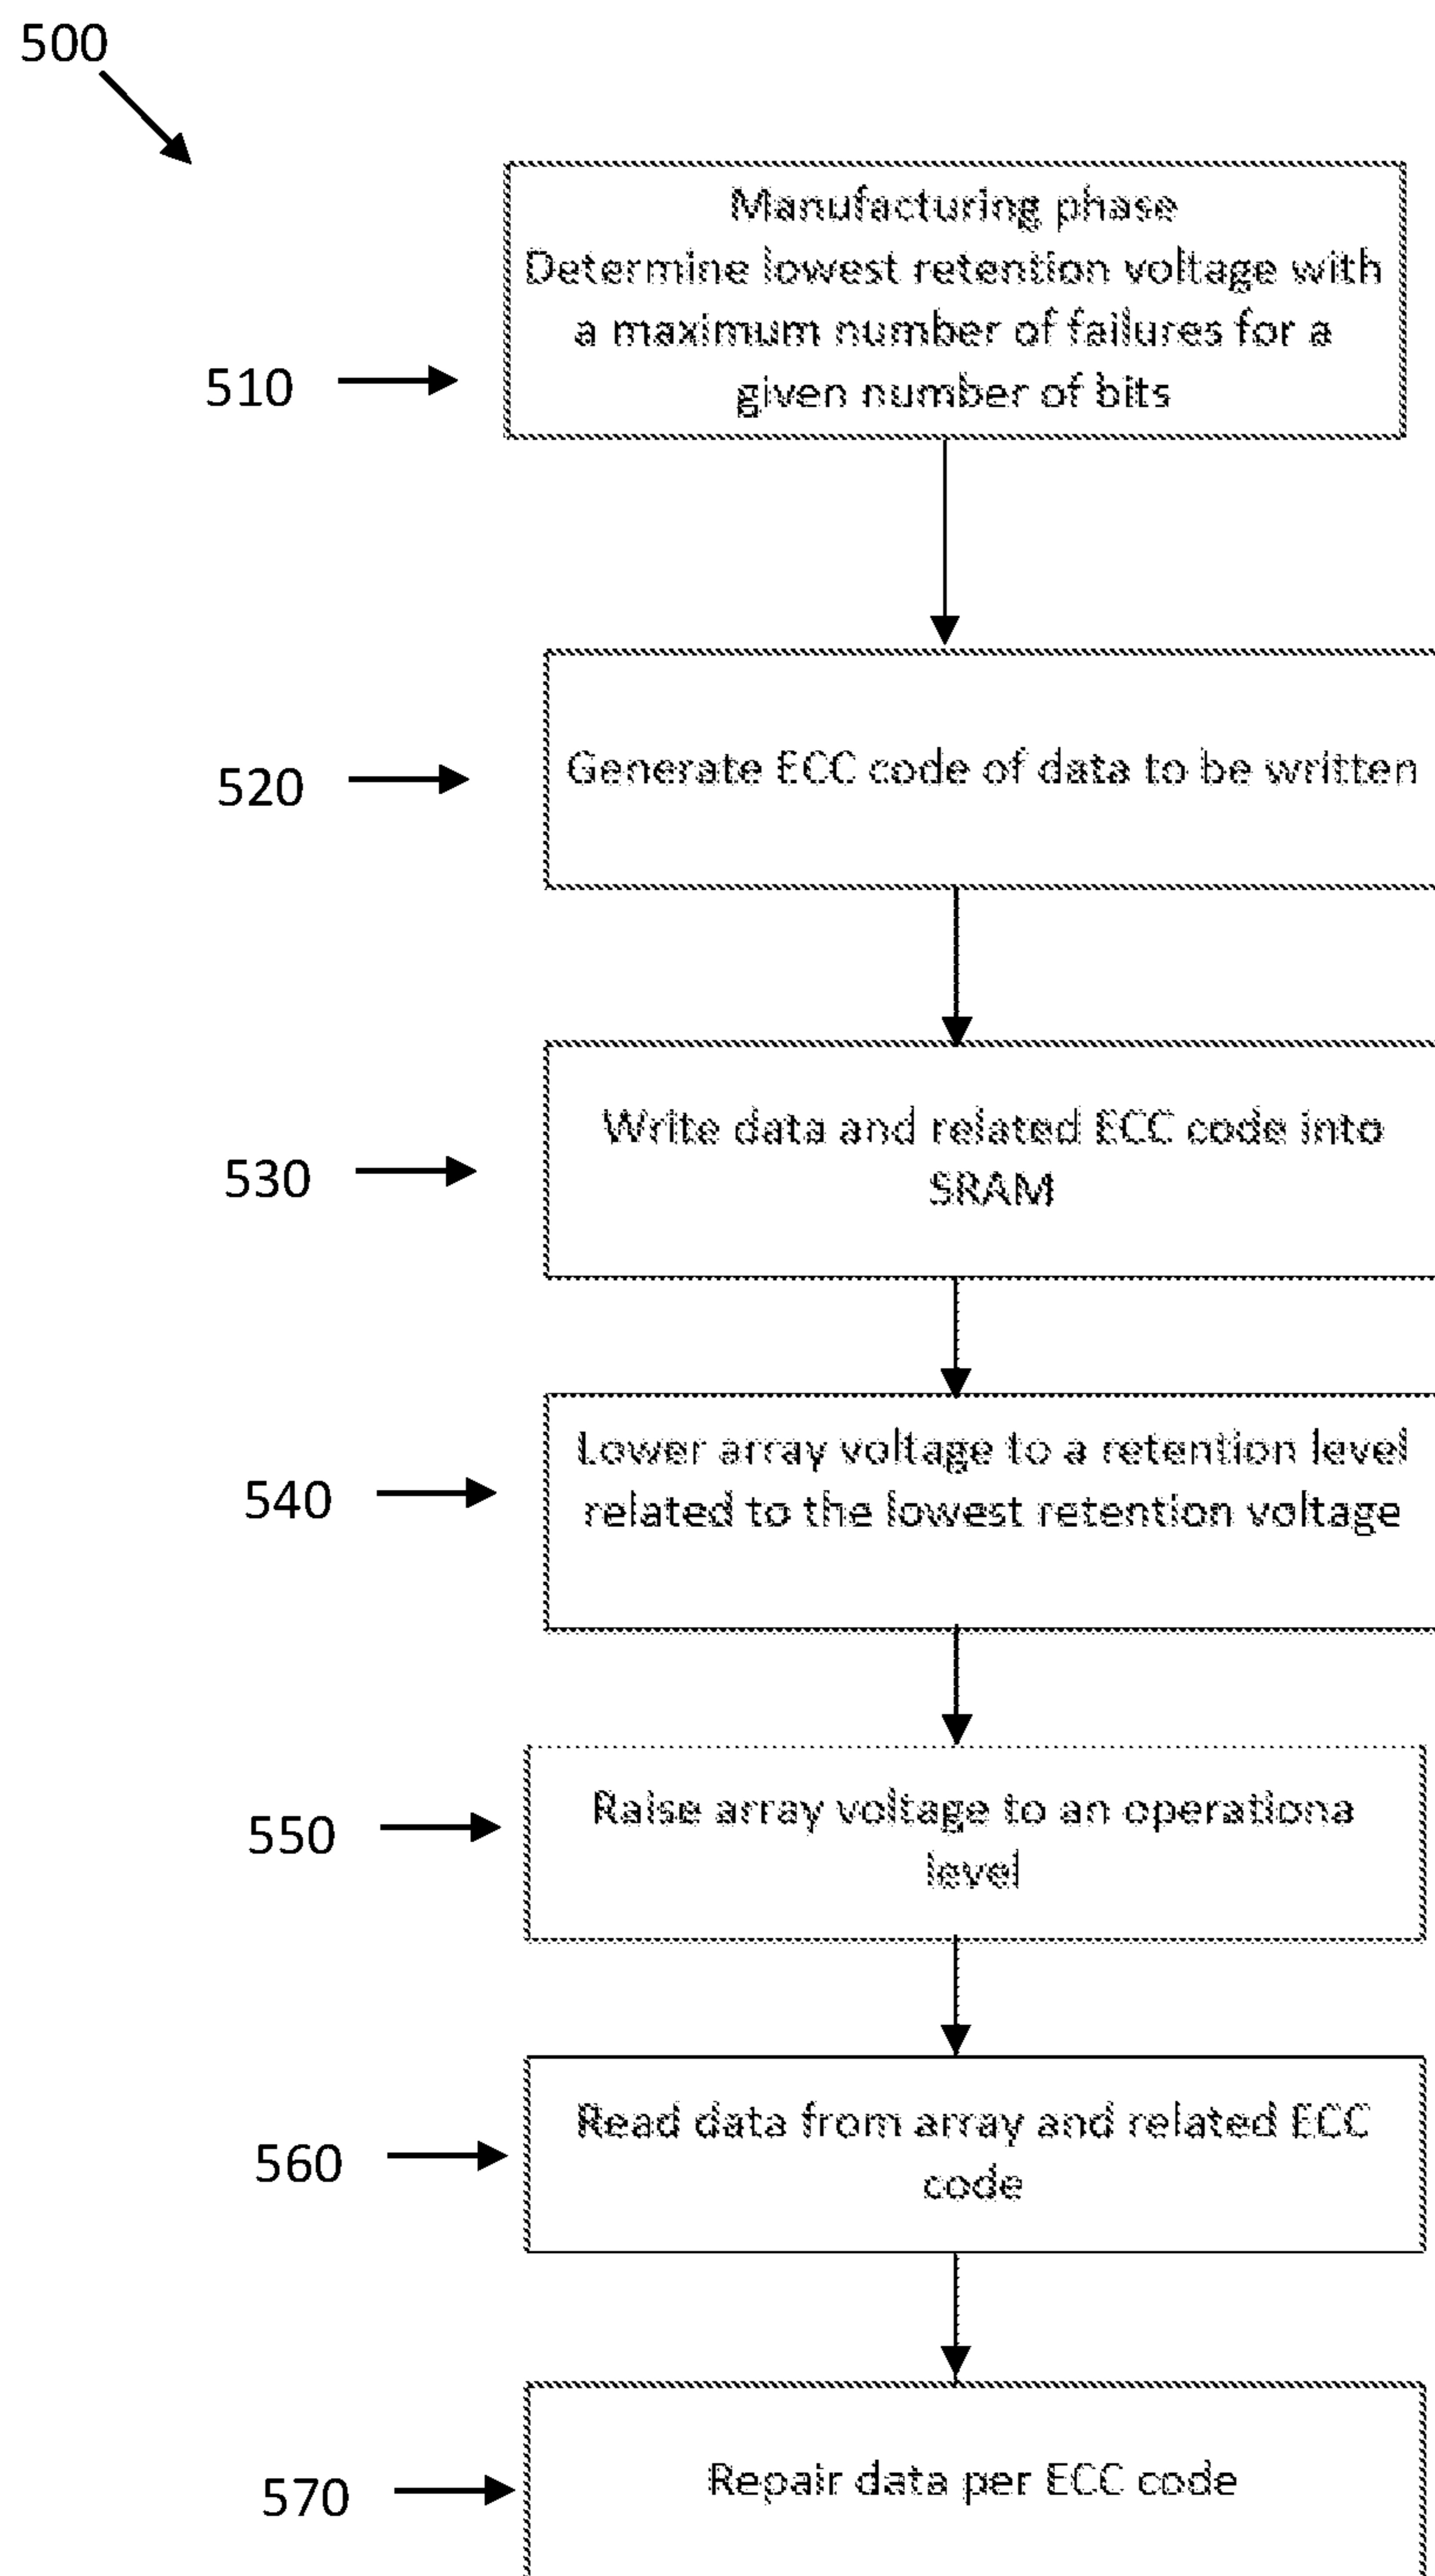 500
Manufacturing phase
Determine lowest retention voltage with
a maximum number of failures for a
given number of bits
510
Generate ECC code of data to be written
520
Write data and related ECC code into
SRAM
530
Lower array voltage to a retention level
related to the lowest retention voltage
540
Raise array voltage to an operationa
level
550
Read data from array and related ECC
code
560
Repair data per ECC code
570